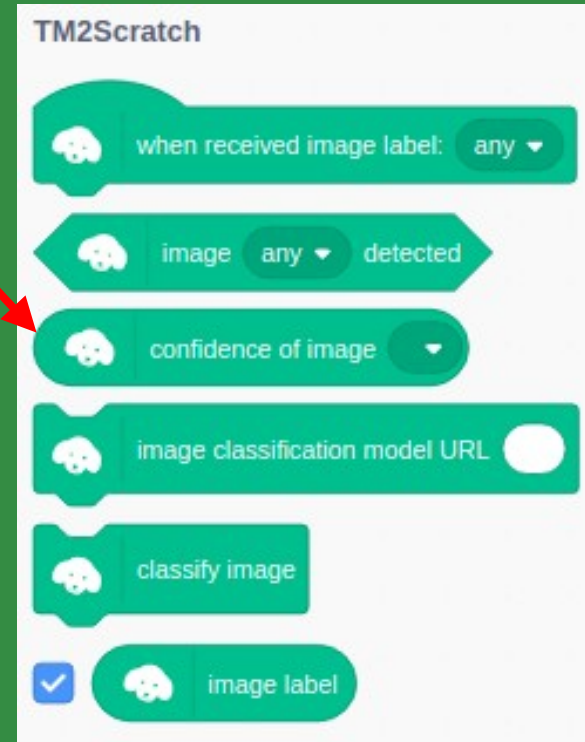 TM2Scratch
when received image label: any
image any detected
confidence of image
image classification model URL
classify image
image label